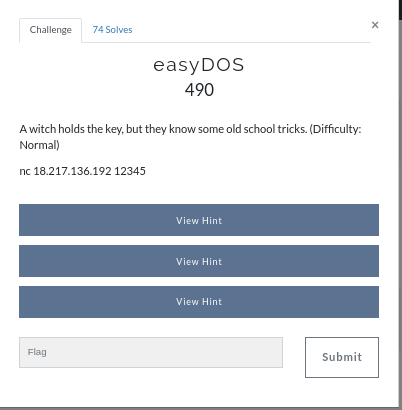 Challenge
74 Solves
×
easyDOS
490
A witch holds the key, but they know some old school tricks. (Difficulty:
Normal)
nc 18.217.136.192 12345
View Hint
View Hint
View Hint
Flag
Submit